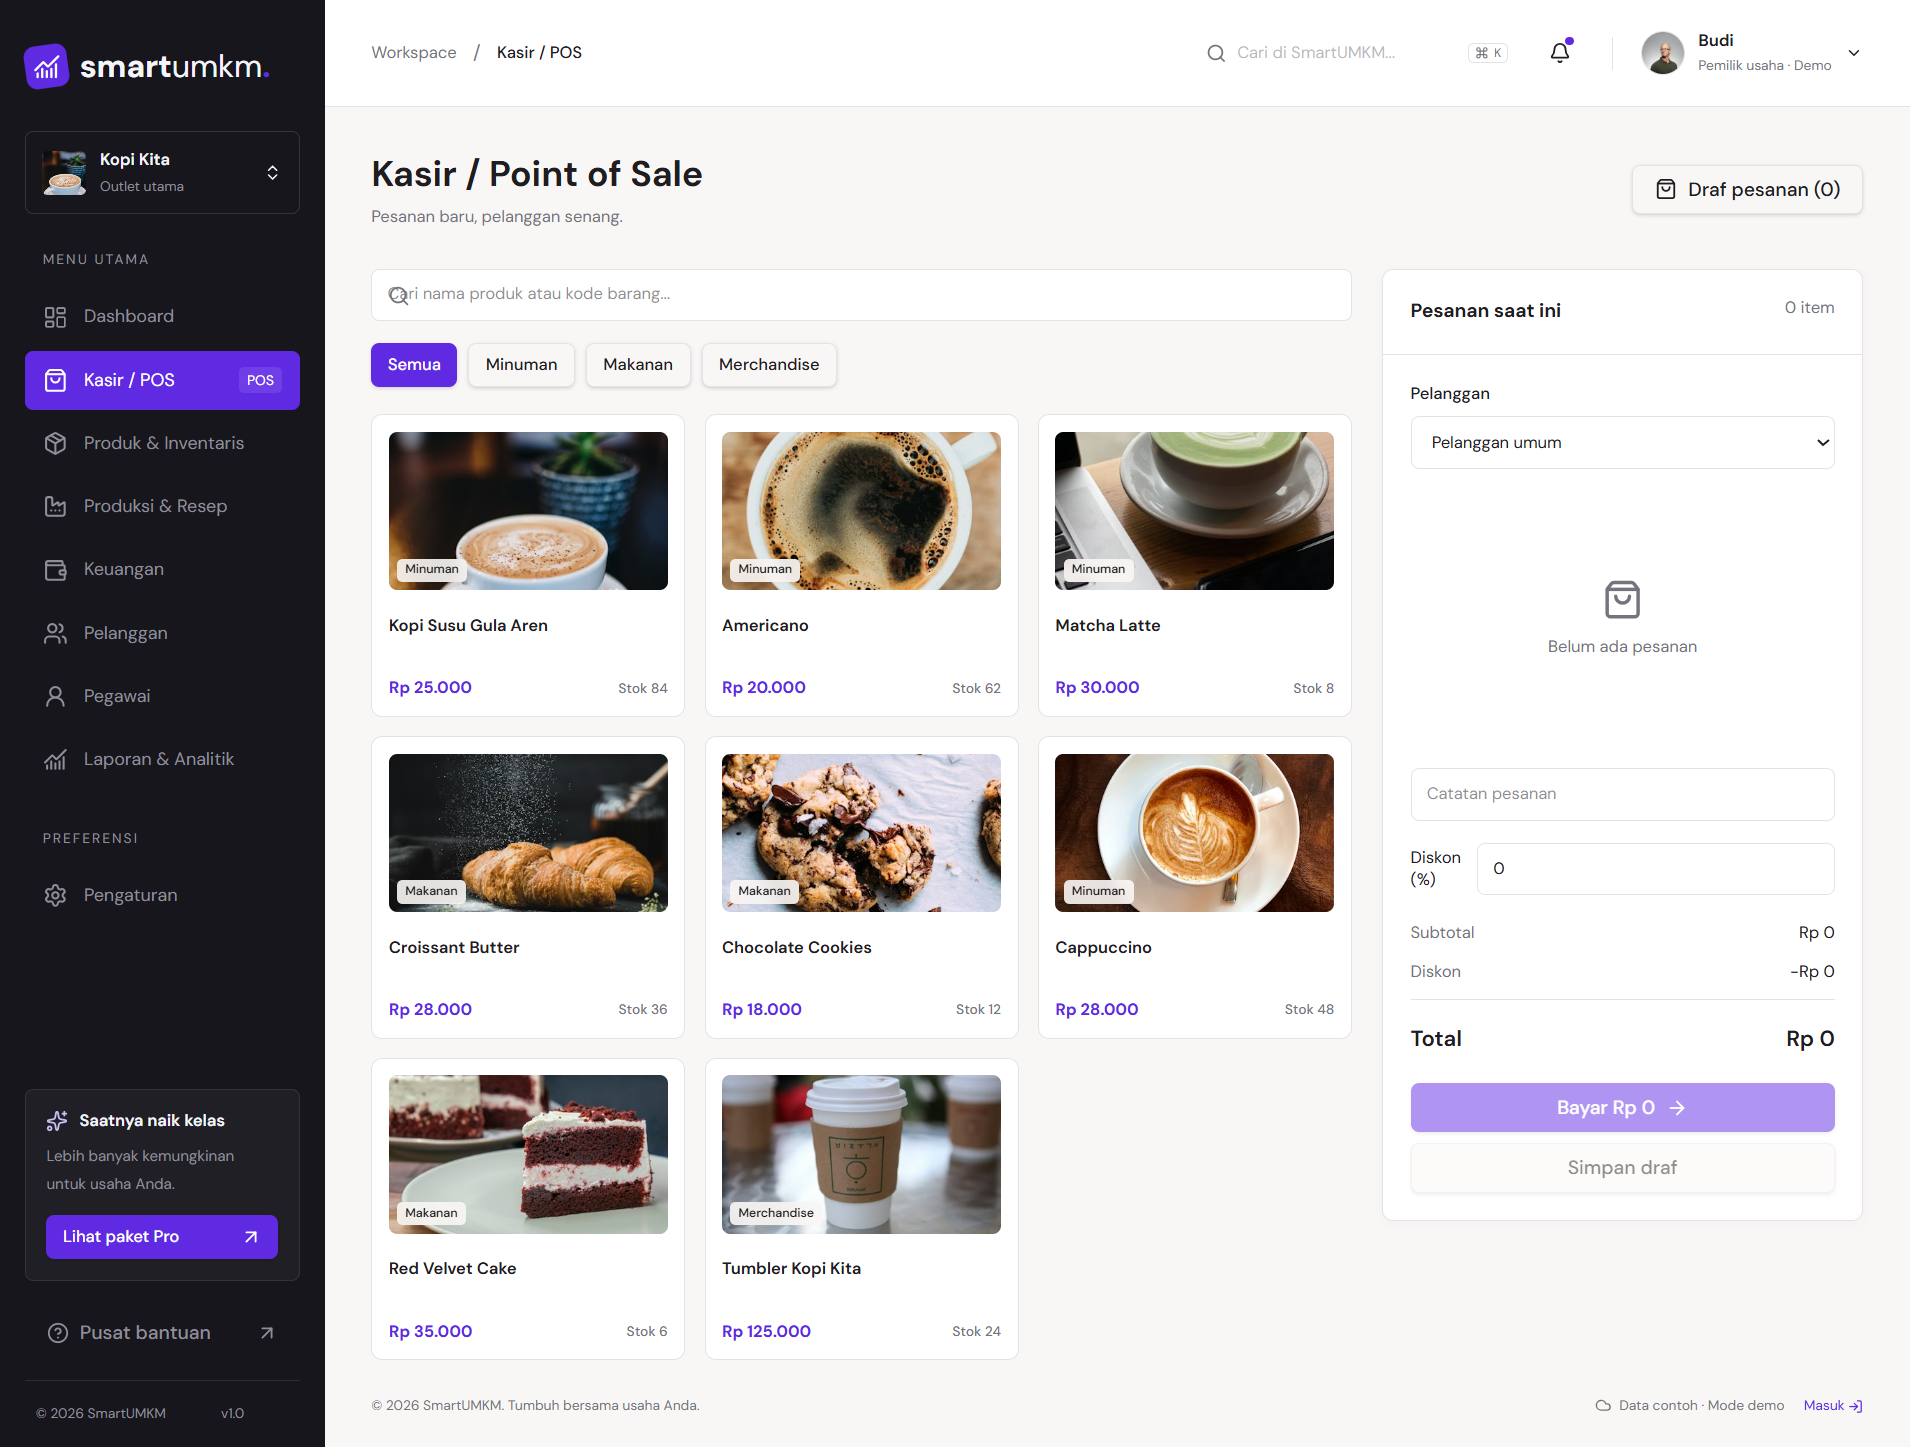 smartumkm.
Kopi Kita
Outlet utama
MENU UTAMA
Dashboard
Kasir / POS
POS
Produk & Inventaris
Produksi & Resep
Keuangan
Pelanggan
Pegawai
Laporan & Analitik
PREFERENSI
Pengaturan
Saatnya naik kelas
Lebih banyak kemungkinan
untuk usaha Anda.
Lihat paket Pro
Pusat bantuan
© 2026 SmartUMKM
v1.0
Workspace / Kasir / POS
Cari di SmartUMKM...
⌘ K
Budi
Pemilik usaha · Demo
Kasir / Point of Sale
Pesanan baru, pelanggan senang.
Draf pesanan (0)
Cari nama produk atau kode barang...
Semua
Minuman
Makanan
Merchandise
Minuman
Kopi Susu Gula Aren
Rp 25.000
Stok 84
Minuman
Americano
Rp 20.000
Stok 62
Minuman
Matcha Latte
Rp 30.000
Stok 8
Makanan
Croissant Butter
Rp 28.000
Stok 36
Makanan
Chocolate Cookies
Rp 18.000
Stok 12
Minuman
Cappuccino
Rp 28.000
Stok 48
Makanan
Red Velvet Cake
Rp 35.000
Stok 6
Merchandise
Tumbler Kopi Kita
Rp 125.000
Stok 24
Pesanan saat ini
0 item
Pelanggan
Pelanggan umum
Belum ada pesanan
Catatan pesanan
Diskon
(%)
0
Subtotal
Rp 0
Diskon
-Rp 0
Total
Rp 0
Bayar Rp 0
Simpan draf
© 2026 SmartUMKM. Tumbuh bersama usaha Anda.
Data contoh · Mode demo
Masuk